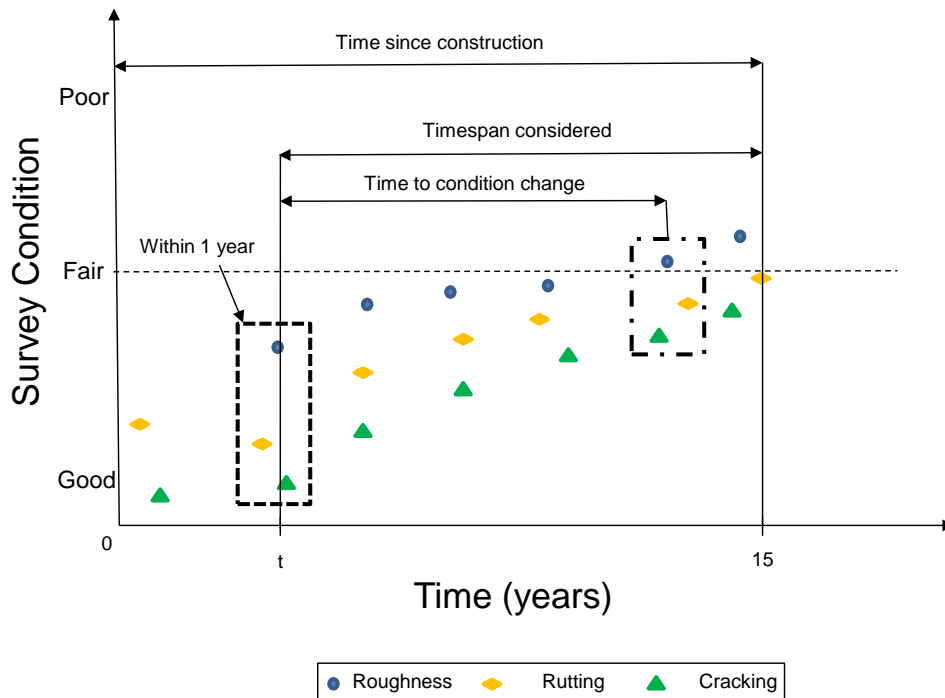 Time since construction
Poor
Timespan considered
Time to condition change
Within 1 year
Fair
Survey Condition
Good
0
t
15
Time (years)
Roughness Rutting Cracking